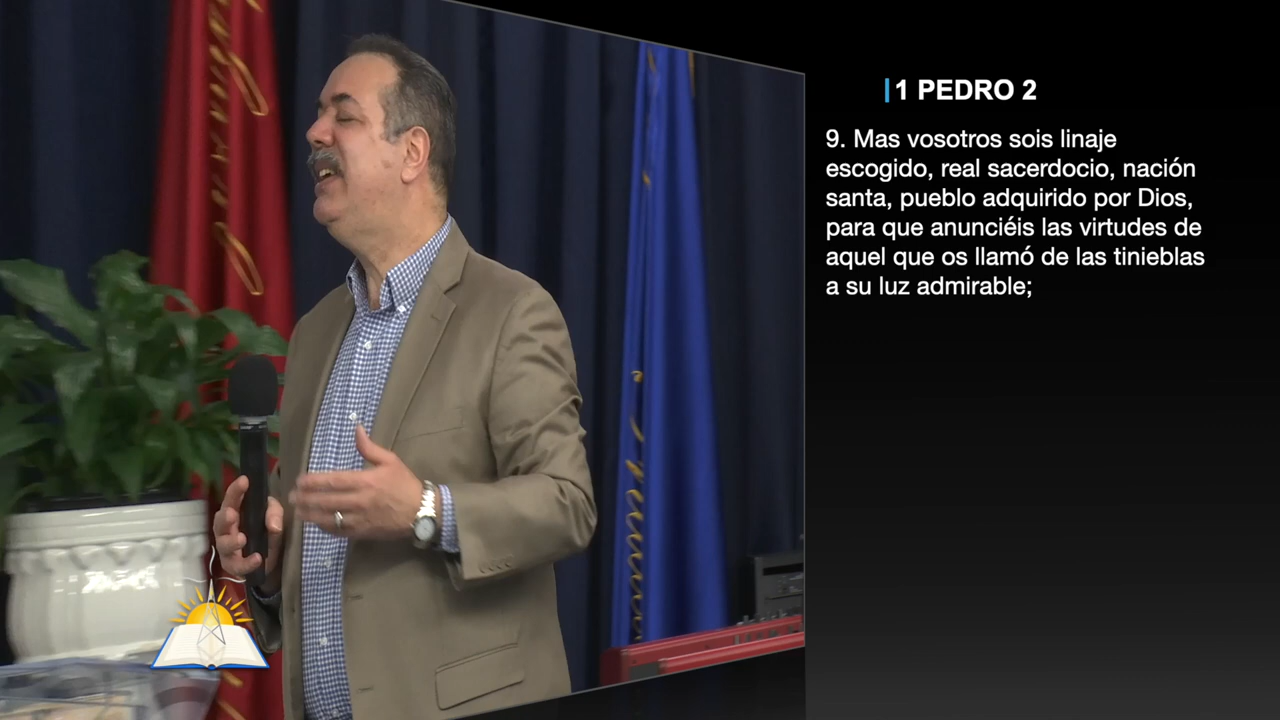 1 PEDRO 2
9. Mas vosotros sois linaje
escogido, real sacerdocio, nación
santa, pueblo adquirido por Dios,
para que anunciéis las virtudes de
aquel que os llamó de las tinieblas
a su luz admirable;